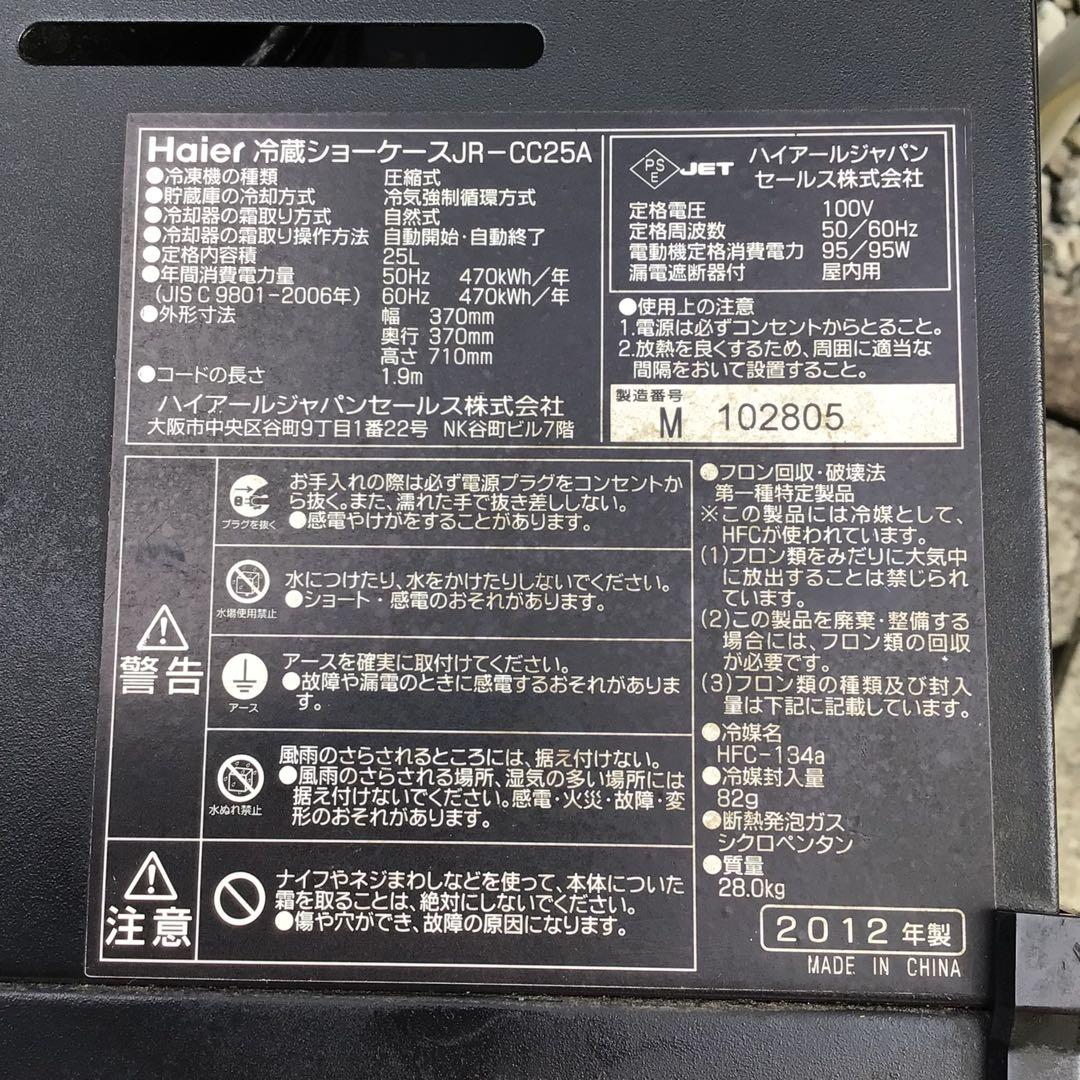 Haier 冷蔵ショーケースJR-CC25A
●冷凍機の種類 圧縮式
●貯蔵庫の冷却方式 冷気強制循環方式
●冷却器の霜取り方式 自然式
●冷却器の霜取り操作方法 自動開始・自動終了
●定格内容積 25L
●年間消費電力量 50Hz 470kWh/年
(JIS C 9801-2006年) 60Hz 470kWh/年
●外形寸法 幅 370mm
奥行 370mm
高さ 710mm
●コードの長さ 1.9m
ハイアールジャパンセールス株式会社
大阪市中央区谷町9丁目1番22号 NK谷町ビル7階
PS
E
JET
ハイアールジャパン
セールス株式会社
定格電圧 100V
定格周波数 50/60Hz
電動機定格消費電力 95/95W
漏電遮断器付 屋内用
●使用上の注意
1.電源は必ずコンセントからとること。
2.放熱を良くするため、周囲に適当な
間隔をおいて設置すること。
製造番号
M 102805
警告
プラグを抜く
お手入れの際は必ず電源プラグをコンセントか
ら抜く。また、濡れた手で抜き差ししない。
●感電やけがをすることがあります。
水場使用禁止
水につけたり、水をかけたりしないでください。
●ショート・感電のおそれがあります。
アース
アースを確実に取付けてください。
●故障や漏電のときに感電するおそれがありま
す。
水ぬれ禁止
風雨のさらされるところには、据え付けない。
●風雨のさらされる場所、湿気の多い場所には
据え付けないでください。感電・火災・故障・変
形のおそれがあります。
注意
ナイフやネジまわしなどを使って、本体についた
霜を取ることは、絶対にしないでください。
●傷や穴ができ、故障の原因になります。
●フロン回収・破壊法
第一種特定製品
※この製品には冷媒として、
HFCが使われています。
(1)フロン類をみだりに大気中
に放出することは禁じられ
ています。
(2)この製品を廃棄・整備する
場合には、フロン類の回収
が必要です。
(3)フロン類の種類及び封入
量は下記に記載しています。
●冷媒名
HFC-134a
●冷媒封入量
82g
●断熱発泡ガス
シクロペンタン
●質量
28.0kg
2012年製
MADE IN CHINA